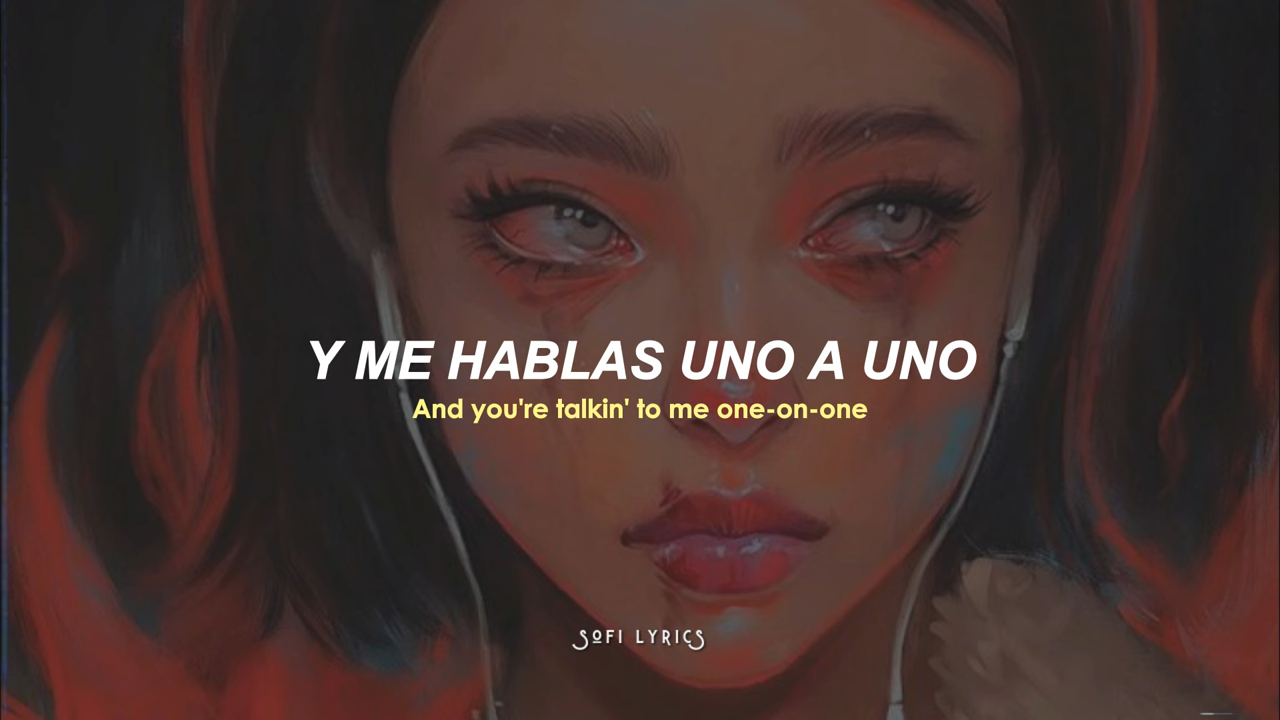 Y ME HABLAS UNO A UNO
And you're talkin' to me one-on-one
SOFI LYRICS